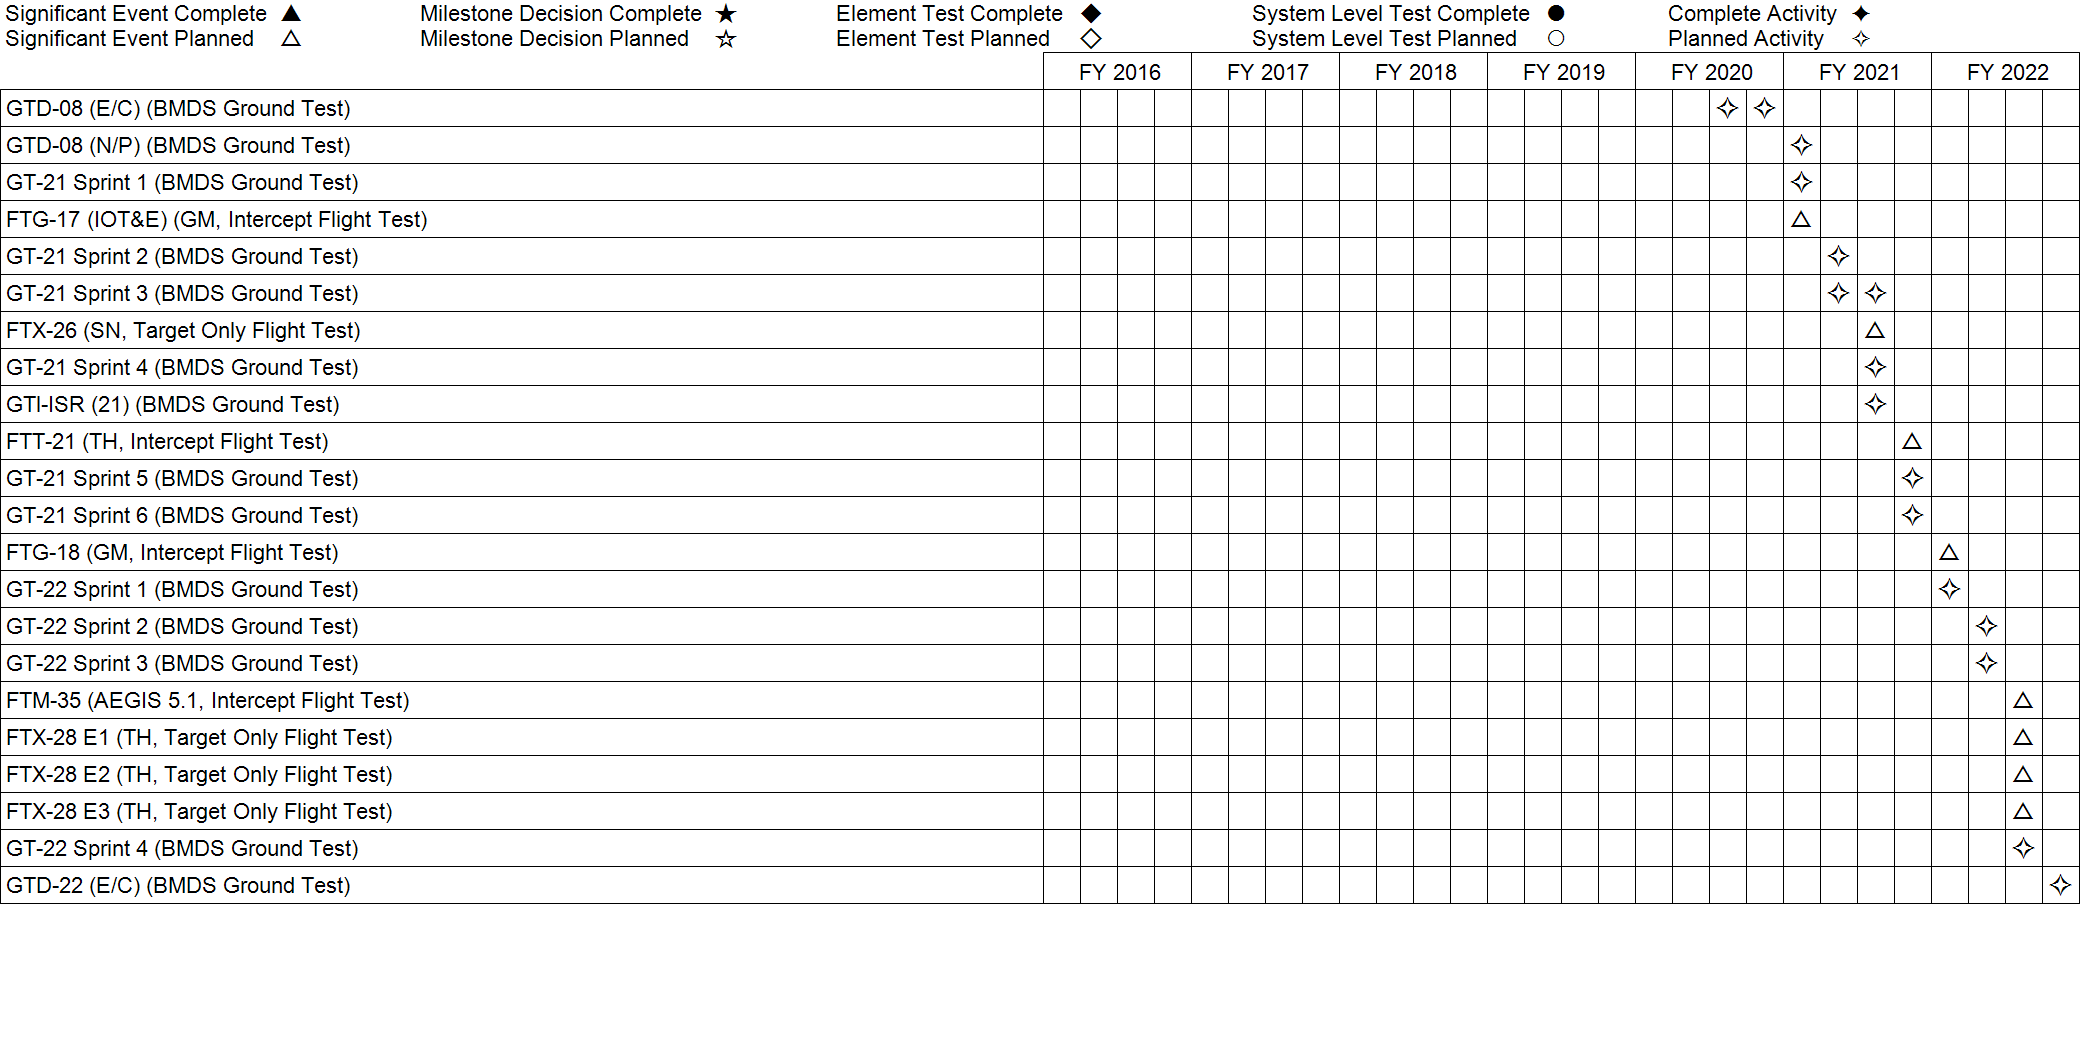 Significant Event Complete ▲ Milestone Decision Complete ★ Element Test Complete ◆ System Level Test Complete ● Complete Activity ✦
Significant Event Planned △ Milestone Decision Planned ☆ Element Test Planned ◇ System Level Test Planned ○ Planned Activity ✧
FY 2016 FY 2017 FY 2018 FY 2019 FY 2020 FY 2021 FY 2022
GTD-08 (E/C) (BMDS Ground Test) ✧ ✧
GTD-08 (N/P) (BMDS Ground Test) ✧
GT-21 Sprint 1 (BMDS Ground Test) ✧
FTG-17 (IOT&E) (GM, Intercept Flight Test) △
GT-21 Sprint 2 (BMDS Ground Test) ✧
GT-21 Sprint 3 (BMDS Ground Test) ✧ ✧
FTX-26 (SN, Target Only Flight Test) △
GT-21 Sprint 4 (BMDS Ground Test) ✧
GTI-ISR (21) (BMDS Ground Test) ✧
FTT-21 (TH, Intercept Flight Test) △
GT-21 Sprint 5 (BMDS Ground Test) ✧
GT-21 Sprint 6 (BMDS Ground Test) ✧
FTG-18 (GM, Intercept Flight Test) △
GT-22 Sprint 1 (BMDS Ground Test) ✧
GT-22 Sprint 2 (BMDS Ground Test) ✧
GT-22 Sprint 3 (BMDS Ground Test) ✧
FTM-35 (AEGIS 5.1, Intercept Flight Test) △
FTX-28 E1 (TH, Target Only Flight Test) △
FTX-28 E2 (TH, Target Only Flight Test) △
FTX-28 E3 (TH, Target Only Flight Test) △
GT-22 Sprint 4 (BMDS Ground Test) ✧
GTD-22 (E/C) (BMDS Ground Test) ✧